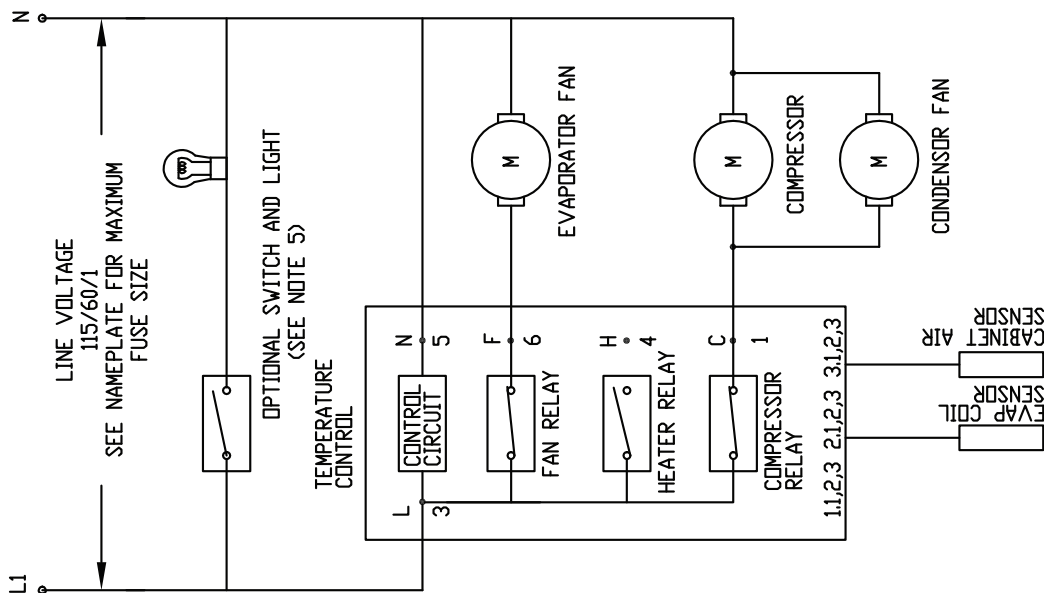 L1
N
LINE VOLTAGE
115/60/1
SEE NAMEPLATE FOR MAXIMUM
FUSE SIZE
OPTIONAL SWITCH AND LIGHT
(SEE NOTE 5)
TEMPERATURE
CONTROL
L
3
CONTROL
CIRCUIT
N
5
FAN RELAY
F
6
M
EVAPORATOR FAN
HEATER RELAY
H
4
COMPRESSOR
RELAY
C
1
M
COMPRESSOR
M
CONDENSOR FAN
1.1,2,3
2.1,2,3
3.1,2,3
EVAP COIL
SENSOR
CABINET AIR
SENSOR